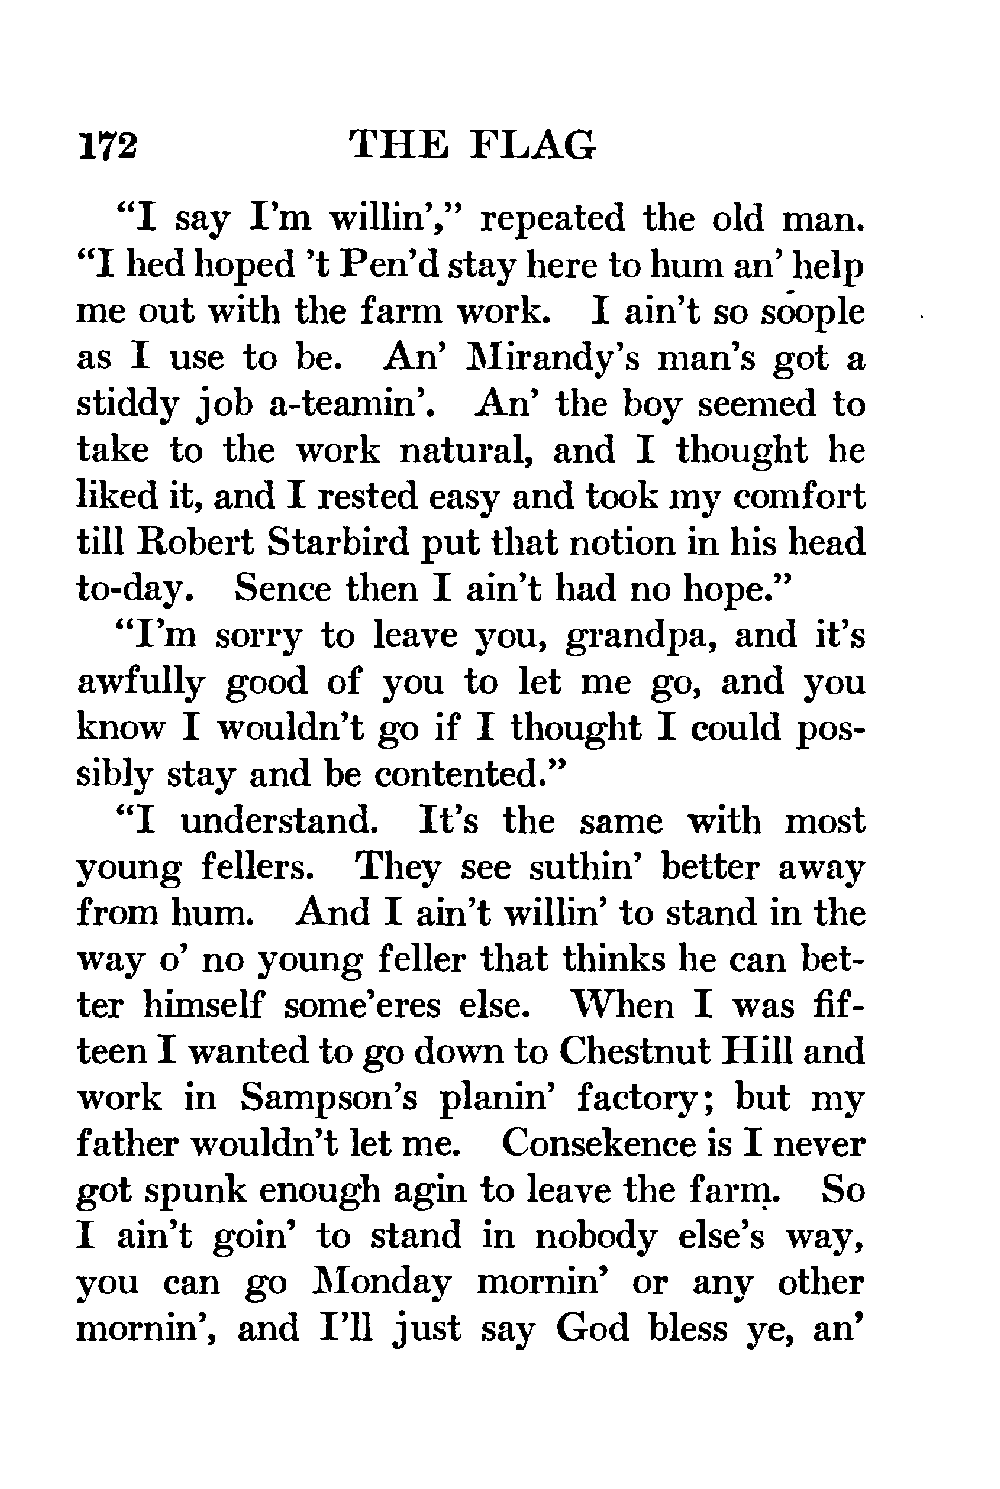 172 THE FLAG
“I say I’m willin’,” repeated the old man.
“I hed hoped ’t Pen’d stay here to hum an’ help
me out with the farm work. I ain’t so soople
as I use to be. An’ Mirandy’s man’s got a
stiddy job a-teamin’. An’ the boy seemed to
take to the work natural, and I thought he
liked it, and I rested easy and took my comfort
till Robert Starbird put that notion in his head
to-day. Sence then I ain’t had no hope.”
“I’m sorry to leave you, grandpa, and it’s
awfully good of you to let me go, and you
know I wouldn’t go if I thought I could pos-
sibly stay and be contented.”
“I understand. It’s the same with most
young fellers. They see suthin’ better away
from hum. And I ain’t willin’ to stand in the
way o’ no young feller that thinks he can bet-
ter himself some’eres else. When I was fif-
teen I wanted to go down to Chestnut Hill and
work in Sampson’s planin’ factory; but my
father wouldn’t let me. Consekence is I never
got spunk enough agin to leave the farm. So
I ain’t goin’ to stand in nobody else’s way,
you can go Monday mornin’ or any other
mornin’, and I’ll just say God bless ye, an’